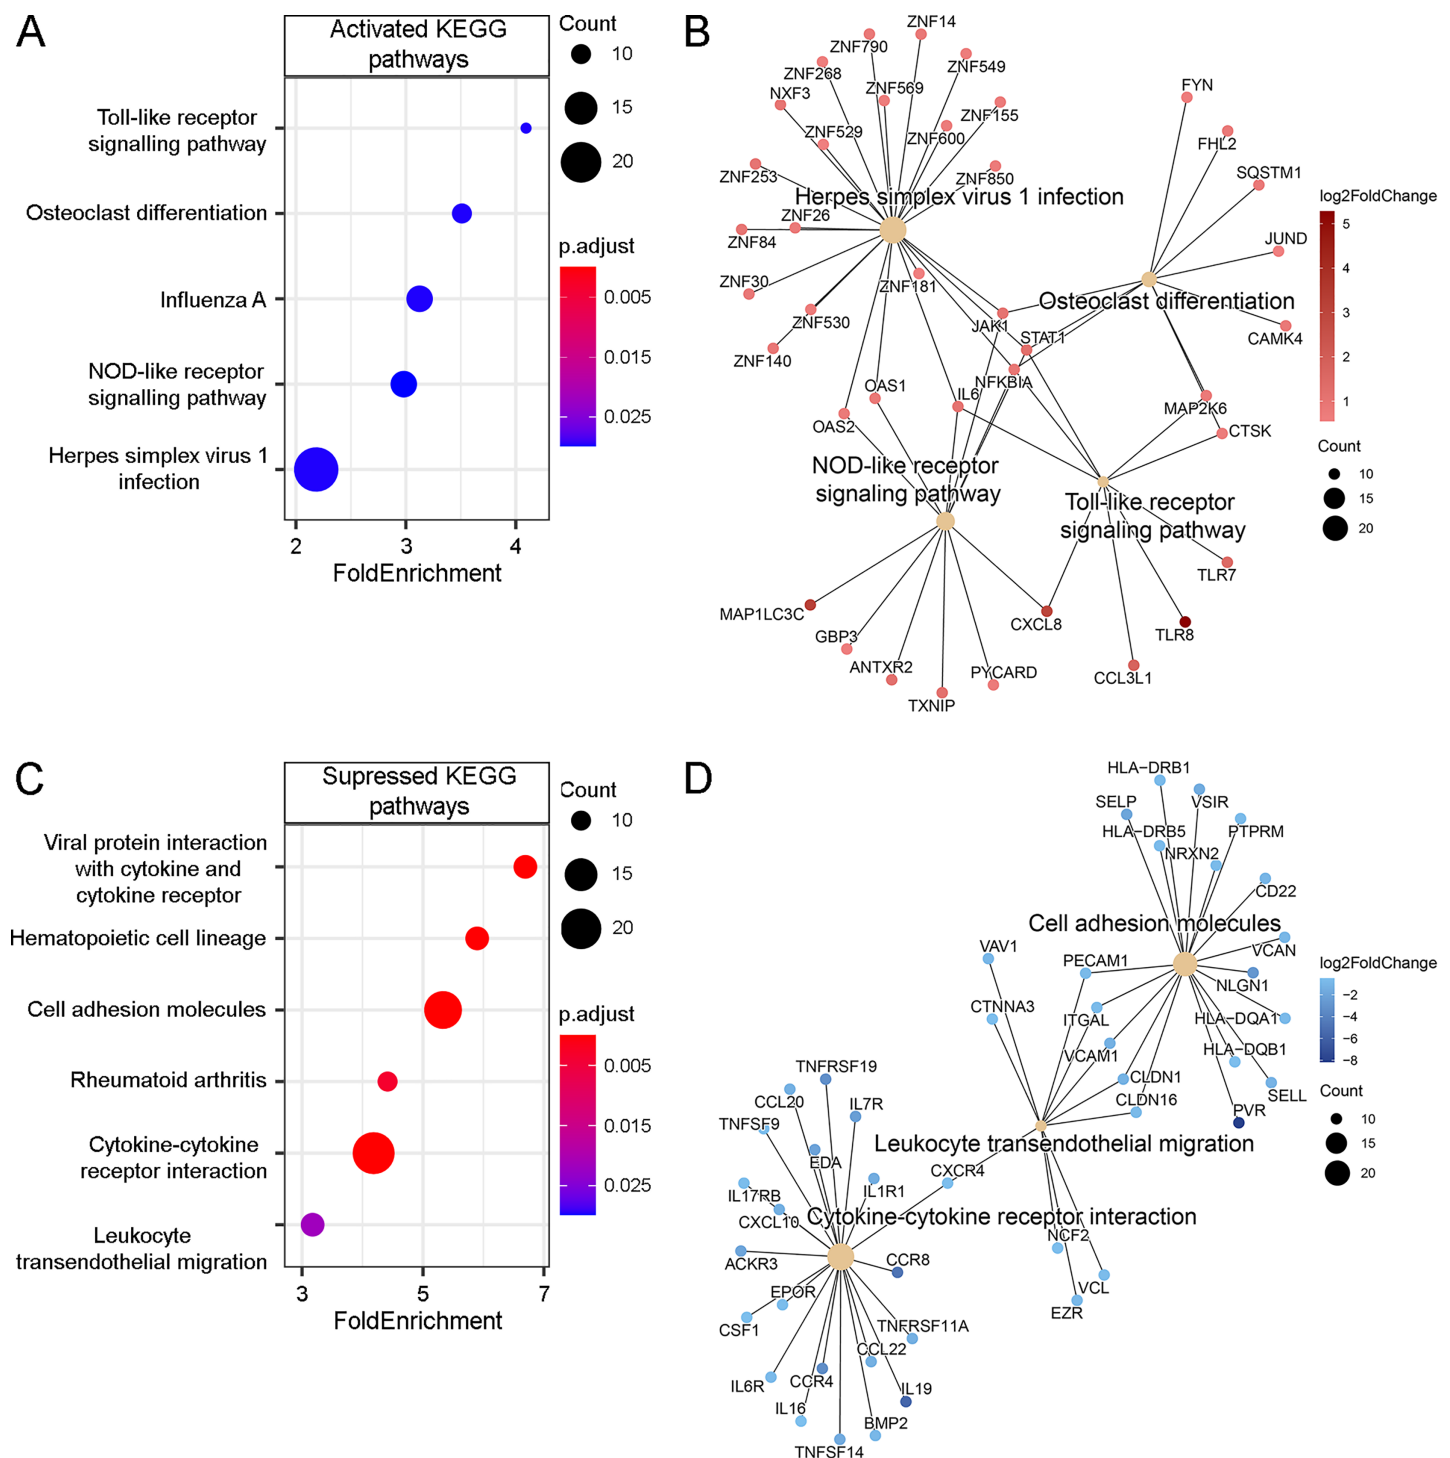 A
Activated KEGG
pathways
Toll-like receptor
signalling pathway
Osteoclast differentiation
Influenza A
NOD-like receptor
signalling pathway
Herpes simplex virus 1
infection
2
3
4
FoldEnrichment
Count
10
15
20
p.adjust
0.005
0.015
0.025
B
ZNF14
ZNF790
ZNF549
ZNF268
ZNF569
NXF3
ZNF155
ZNF529
ZNF600
ZNF253
ZNF850
Herpes simplex virus 1 infection
ZNF26
ZNF84
ZNF30
ZNF181
ZNF530
ZNF140
FYN
FHL2
SQSTM1
JUND
Osteoclast differentiation
CAMK4
JAK1
STAT1
NFKBIA
IL6
OAS1
OAS2
MAP2K6
CTSK
NOD-like receptor
signaling pathway
Toll-like receptor
signaling pathway
TLR7
TLR8
CCL3L1
CXCL8
MAP1LC3C
GBP3
ANTXR2
TXNIP
PYCARD
log2FoldChange
5
4
3
2
1
Count
10
15
20
C
Supressed KEGG
pathways
Viral protein interaction
with cytokine and
cytokine receptor
Hematopoietic cell lineage
Cell adhesion molecules
Rheumatoid arthritis
Cytokine-cytokine
receptor interaction
Leukocyte
transendothelial migration
3
5
7
FoldEnrichment
Count
10
15
20
p.adjust
0.005
0.015
0.025
D
HLA−DRB1
SELP
VSIR
HLA−DRB5
PTPRM
NRXN2
CD22
Cell adhesion molecules
VCAN
NLGN1
HLA−DQA1
HLA−DQB1
SELL
PVR
VAV1
PECAM1
CTNNA3
ITGAL
VCAM1
CLDN1
CLDN16
Leukocyte transendothelial migration
CXCR4
NCF2
VCL
EZR
TNFRSF19
CCL20
IL7R
TNFSF9
EDA
IL1R1
IL17RB
CXCL10
Cytokine-cytokine receptor interaction
ACKR3
CCR8
EPOR
CSF1
TNFRSF11A
CCL22
IL6R
CCR4
IL19
IL16
BMP2
TNFSF14
log2FoldChange
−2
−4
−6
−8
Count
10
15
20